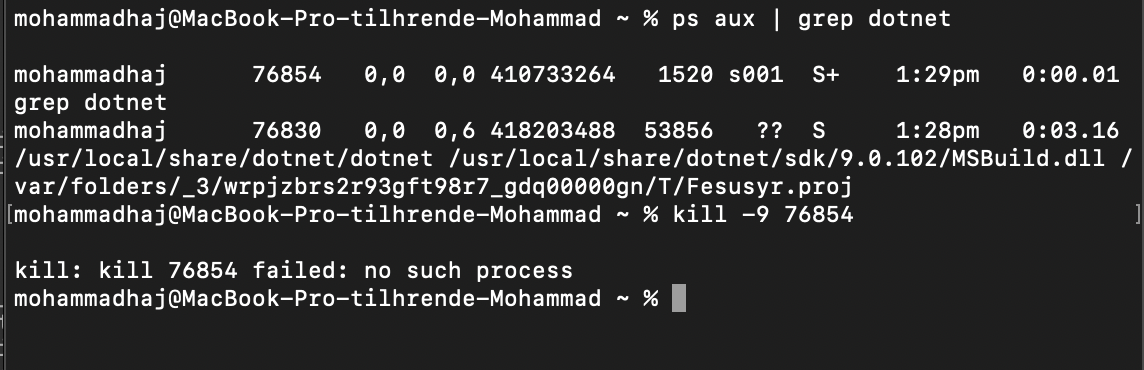 mohammadhaj@MacBook-Pro-tilhrende-Mohammad ~ % ps aux | grep dotnet
mohammadhaj 76854 0,0 0,0 410733264 1520 s001 S+ 1:29pm 0:00.01
grep dotnet
mohammadhaj 76830 0,0 0,6 418203488 53856 ?? S 1:28pm 0:03.16
/usr/local/share/dotnet/dotnet /usr/local/share/dotnet/sdk/9.0.102/MSBuild.dll /
var/folders/_3/wrpjzbrs2r93gft98r7_gdq00000gn/T/Fesusyr.proj
[mohammadhaj@MacBook-Pro-tilhrende-Mohammad ~ % kill -9 76854 ]
kill: kill 76854 failed: no such process
mohammadhaj@MacBook-Pro-tilhrende-Mohammad ~ %